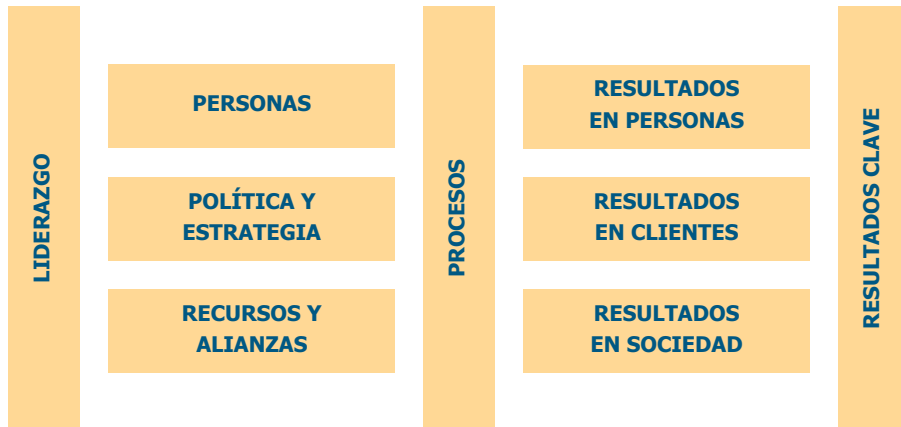 LIDERAZGO
PERSONAS
POLÍTICA Y
ESTRATEGIA
RECURSOS Y
ALIANZAS
PROCESOS
RESULTADOS
EN PERSONAS
RESULTADOS
EN CLIENTES
RESULTADOS
EN SOCIEDAD
RESULTADOS CLAVE